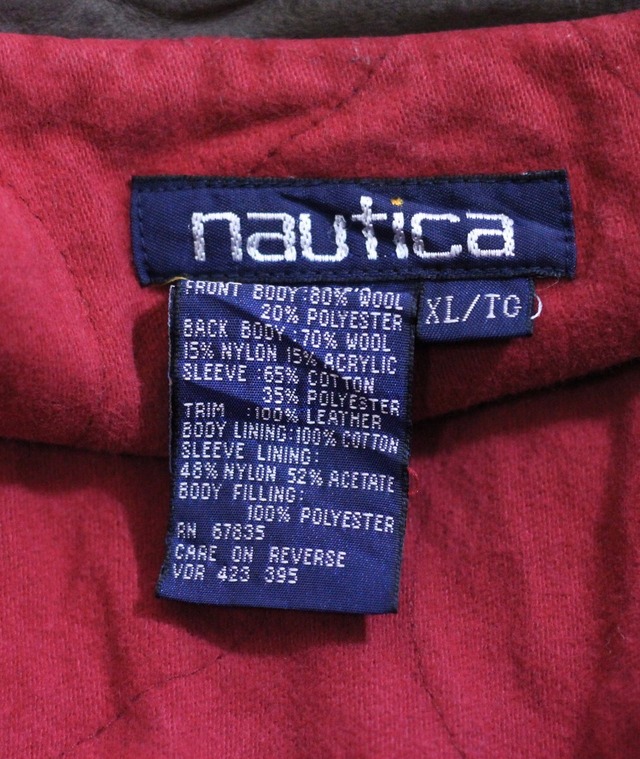 nautica
XL/TG
FRONT BODY:80% WOOL
20% POLYESTER
BACK BODY:70% WOOL
15% NYLON 15% ACRYLIC
SLEEVE :65% COTTON
35% POLYESTER
TRIM :100% LEATHER
BODY LINING:100% COTTON
SLEEVE LINING:
48% NYLON 52% ACETATE
BODY FILLING:
100% POLYESTER
RN 67835
CARE ON REVERSE
VDR 423 395